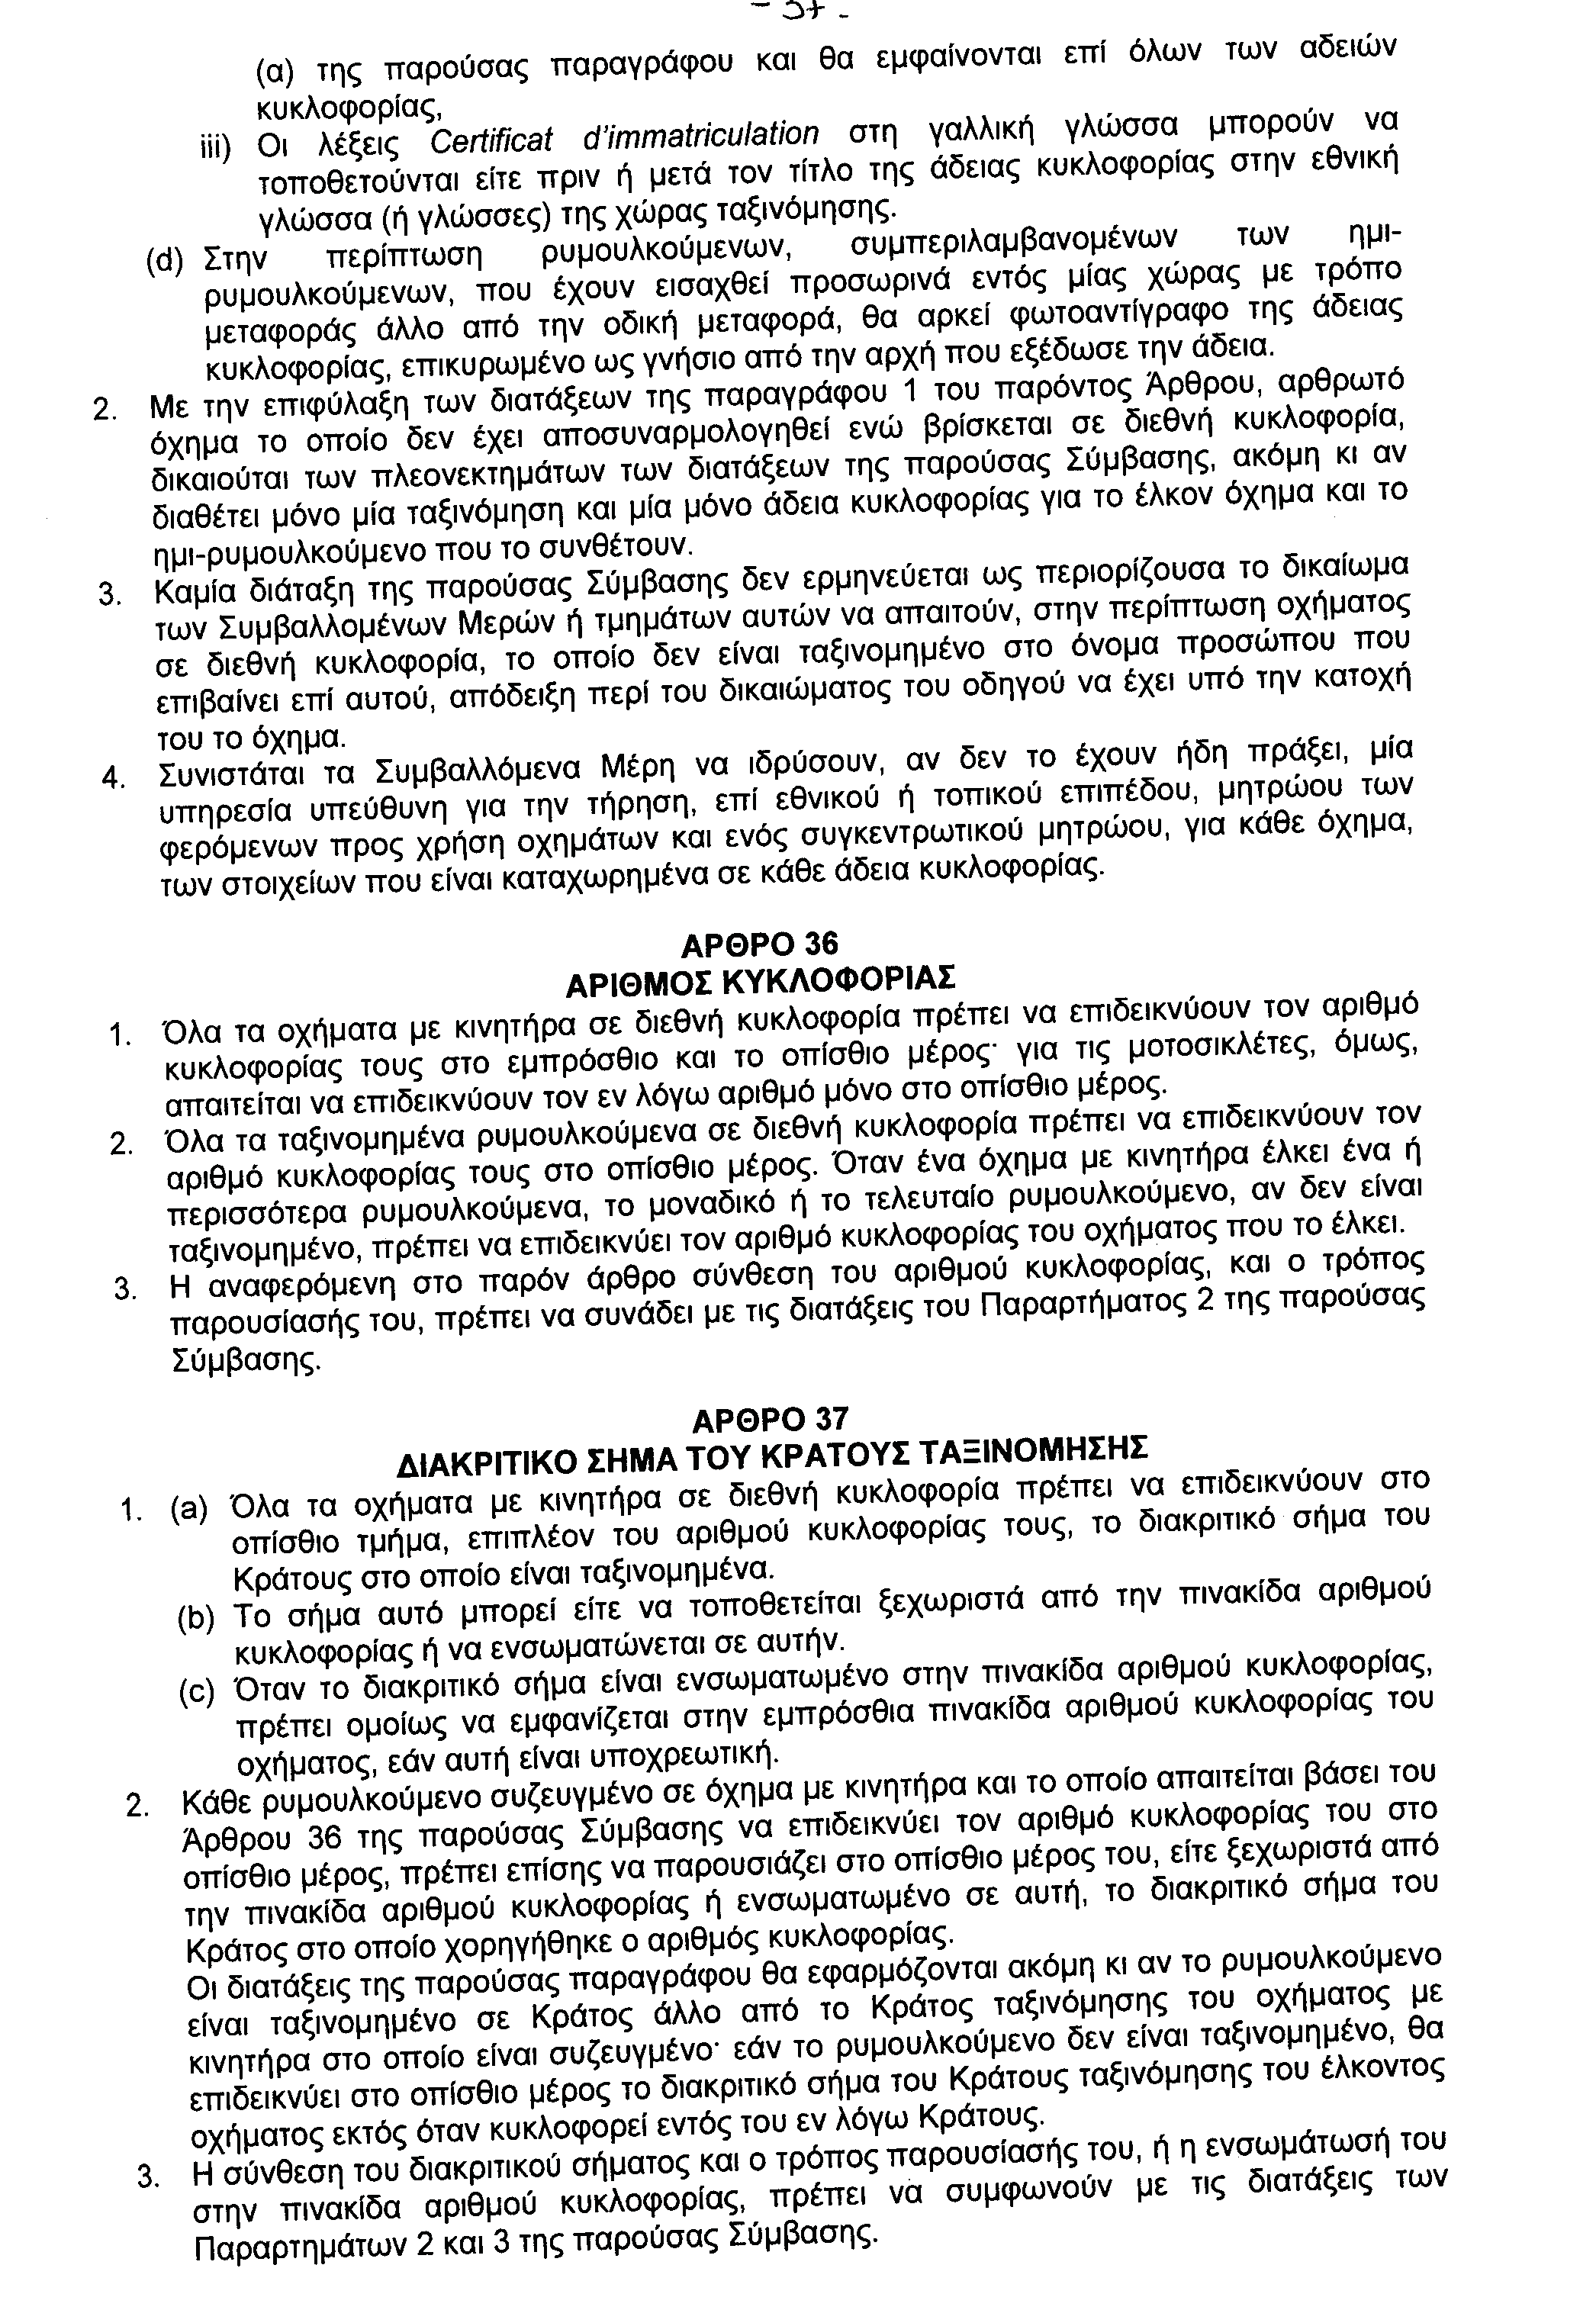 - 37 -
(α) της παρούσας παραγράφου και θα εμφαίνονται επί όλων των αδειών
κυκλοφορίας,
iii) Οι λέξεις Certificat d'immatriculation στη γαλλική γλώσσα μπορούν να
τοποθετούνται είτε πριν ή μετά τον τίτλο της άδειας κυκλοφορίας στην εθνική
γλώσσα (ή γλώσσες) της χώρας ταξινόμησης.
(d) Στην περίπτωση ρυμουλκούμενων, συμπεριλαμβανομένων των ημι-
ρυμουλκούμενων, που έχουν εισαχθεί προσωρινά εντός μίας χώρας με τρόπο
μεταφοράς άλλο από την οδική μεταφορά, θα αρκεί φωτοαντίγραφο της άδειας
κυκλοφορίας, επικυρωμένο ως γνήσιο από την αρχή που εξέδωσε την άδεια.
2. Με την επιφύλαξη των διατάξεων της παραγράφου 1 του παρόντος Άρθρου, αρθρωτό
όχημα το οποίο δεν έχει αποσυναρμολογηθεί ενώ βρίσκεται σε διεθνή κυκλοφορία,
δικαιούται των πλεονεκτημάτων των διατάξεων της παρούσας Σύμβασης, ακόμη κι αν
διαθέτει μόνο μία ταξινόμηση και μία μόνο άδεια κυκλοφορίας για το έλκον όχημα και το
ημι-ρυμουλκούμενο που το συνθέτουν.
3. Καμία διάταξη της παρούσας Σύμβασης δεν ερμηνεύεται ως περιορίζουσα το δικαίωμα
των Συμβαλλομένων Μερών ή τμημάτων αυτών να απαιτούν, στην περίπτωση οχήματος
σε διεθνή κυκλοφορία, το οποίο δεν είναι ταξινομημένο στο όνομα προσώπου που
επιβαίνει επί αυτού, απόδειξη περί του δικαιώματος του οδηγού να έχει υπό την κατοχή
του το όχημα.
4. Συνιστάται τα Συμβαλλόμενα Μέρη να ιδρύσουν, αν δεν το έχουν ήδη πράξει, μία
υπηρεσία υπεύθυνη για την τήρηση, επί εθνικού ή τοπικού επιπέδου, μητρώου των
φερόμενων προς χρήση οχημάτων και ενός συγκεντρωτικού μητρώου, για κάθε όχημα,
των στοιχείων που είναι καταχωρημένα σε κάθε άδεια κυκλοφορίας.
ΑΡΘΡΟ 36
ΑΡΙΘΜΟΣ ΚΥΚΛΟΦΟΡΙΑΣ
1. Όλα τα οχήματα με κινητήρα σε διεθνή κυκλοφορία πρέπει να επιδεικνύουν τον αριθμό
κυκλοφορίας τους στο εμπρόσθιο και το οπίσθιο μέρος· για τις μοτοσικλέτες, όμως,
απαιτείται να επιδεικνύουν τον εν λόγω αριθμό μόνο στο οπίσθιο μέρος.
2. Όλα τα ταξινομημένα ρυμουλκούμενα σε διεθνή κυκλοφορία πρέπει να επιδεικνύουν τον
αριθμό κυκλοφορίας τους στο οπίσθιο μέρος. Όταν ένα όχημα με κινητήρα έλκει ένα ή
περισσότερα ρυμουλκούμενα, το μοναδικό ή το τελευταίο ρυμουλκούμενο, αν δεν είναι
ταξινομημένο, πρέπει να επιδεικνύει τον αριθμό κυκλοφορίας του οχήματος που το έλκει.
3. Η αναφερόμενη στο παρόν άρθρο σύνθεση του αριθμού κυκλοφορίας, και ο τρόπος
παρουσίασής του, πρέπει να συνάδει με τις διατάξεις του Παραρτήματος 2 της παρούσας
Σύμβασης.
ΑΡΘΡΟ 37
ΔΙΑΚΡΙΤΙΚΟ ΣΗΜΑ ΤΟΥ ΚΡΑΤΟΥΣ ΤΑΞΙΝΟΜΗΣΗΣ
1. (a) Όλα τα οχήματα με κινητήρα σε διεθνή κυκλοφορία πρέπει να επιδεικνύουν στο
οπίσθιο τμήμα, επιπλέον του αριθμού κυκλοφορίας τους, το διακριτικό σήμα του
Κράτους στο οποίο είναι ταξινομημένα.
(b) Το σήμα αυτό μπορεί είτε να τοποθετείται ξεχωριστά από την πινακίδα αριθμού
κυκλοφορίας ή να ενσωματώνεται σε αυτήν.
(c) Όταν το διακριτικό σήμα είναι ενσωματωμένο στην πινακίδα αριθμού κυκλοφορίας,
πρέπει ομοίως να εμφανίζεται στην εμπρόσθια πινακίδα αριθμού κυκλοφορίας του
οχήματος, εάν αυτή είναι υποχρεωτική.
2. Κάθε ρυμουλκούμενο συζευγμένο σε όχημα με κινητήρα και το οποίο απαιτείται βάσει του
Άρθρου 36 της παρούσας Σύμβασης να επιδεικνύει τον αριθμό κυκλοφορίας του στο
οπίσθιο μέρος, πρέπει επίσης να παρουσιάζει στο οπίσθιο μέρος του, είτε ξεχωριστά από
την πινακίδα αριθμού κυκλοφορίας ή ενσωματωμένο σε αυτή, το διακριτικό σήμα του
Κράτος στο οποίο χορηγήθηκε ο αριθμός κυκλοφορίας.
Οι διατάξεις της παρούσας παραγράφου θα εφαρμόζονται ακόμη κι αν το ρυμουλκούμενο
είναι ταξινομημένο σε Κράτος άλλο από το Κράτος ταξινόμησης του οχήματος με
κινητήρα στο οποίο είναι συζευγμένο· εάν το ρυμουλκούμενο δεν είναι ταξινομημένο, θα
επιδεικνύει στο οπίσθιο μέρος το διακριτικό σήμα του Κράτους ταξινόμησης του έλκοντος
οχήματος εκτός όταν κυκλοφορεί εντός του εν λόγω Κράτους.
3. Η σύνθεση του διακριτικού σήματος και ο τρόπος παρουσίασής του, ή η ενσωμάτωσή του
στην πινακίδα αριθμού κυκλοφορίας, πρέπει να συμφωνούν με τις διατάξεις των
Παραρτημάτων 2 και 3 της παρούσας Σύμβασης.